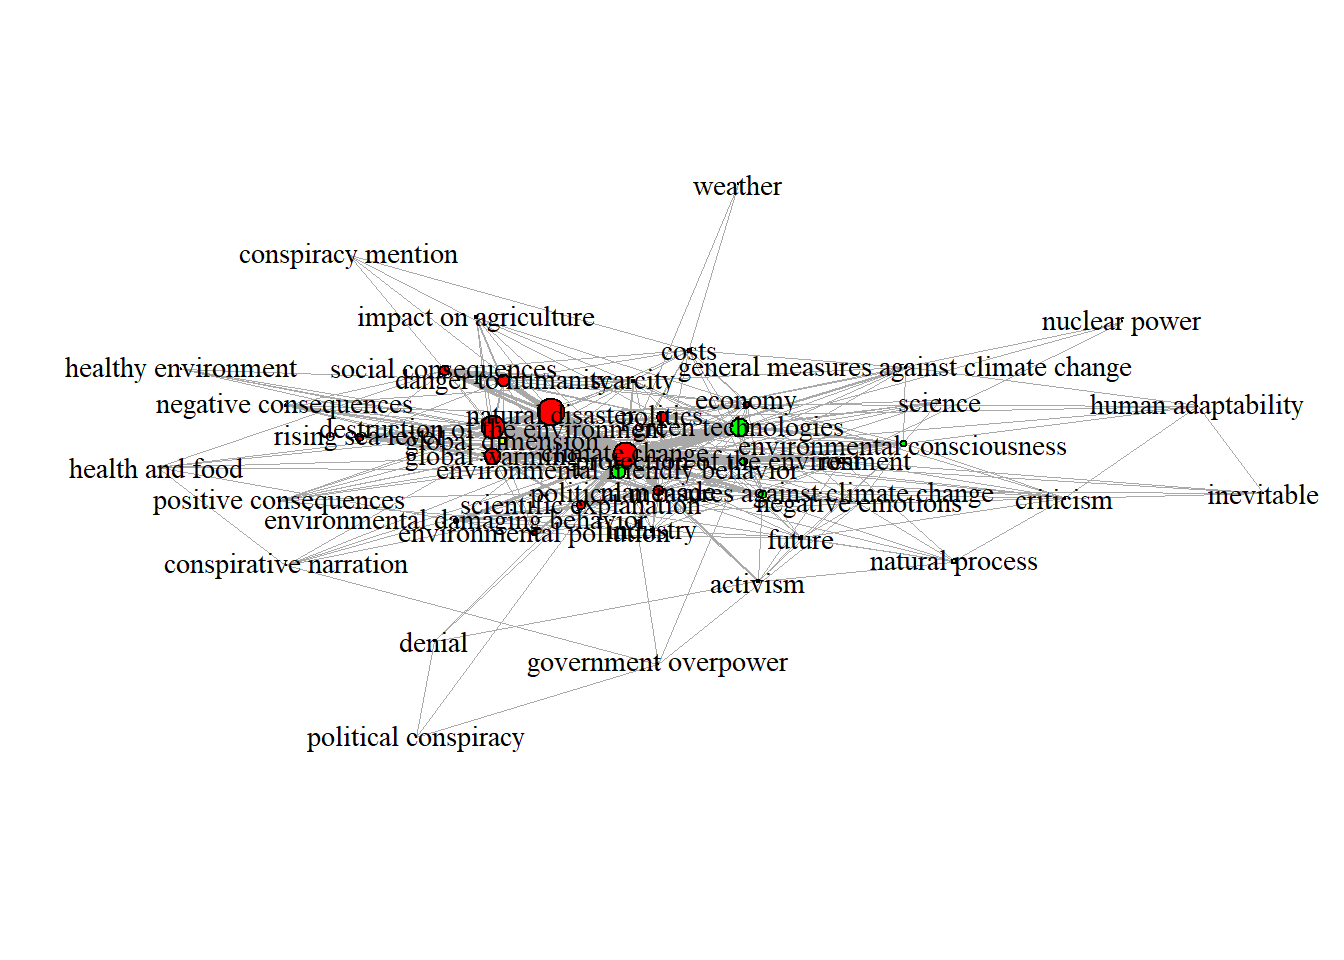 weather
conspiracy mention
impact on agriculture
nuclear power
costs
healthy environment
social consequences
general measures against climate change
danger to humanity
scarcity
economy
negative consequences
science
human adaptability
natural disaster
politics
destruction of the environment
green technologies
rising sea level
global dimension
environmental consciousness
global warming
climate change
protection of the environment
health and food
environmental friendly behavior
positive consequences
political measures against climate change
man made
criticism
inevitable
scientific explanation
negative emotions
environmental damaging behavior
environmental pollution
industry
future
conspirative narration
natural process
activism
denial
government overpower
political conspiracy